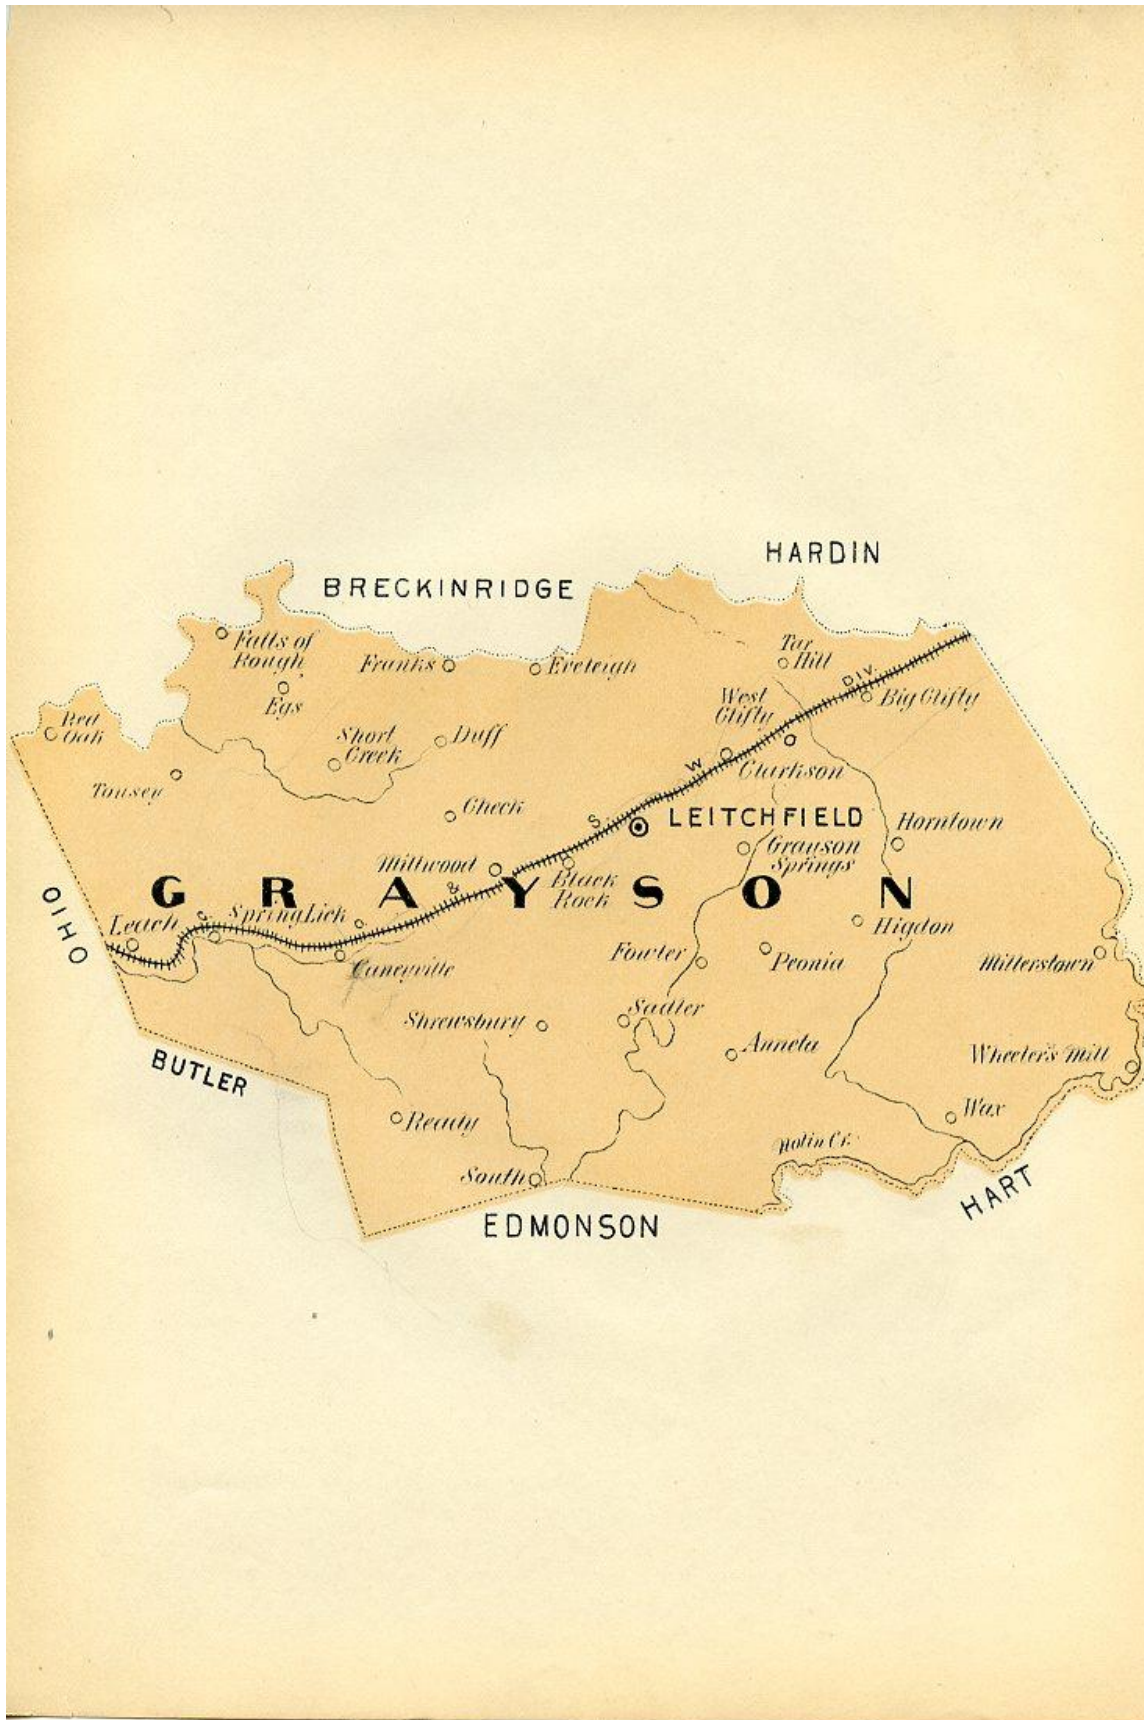 HARDIN
BRECKINRIDGE
Falls of
Rough
Franks
Eveleigh
Tar
Hill
DIV.
Big Clifty
West
Clifty
Egs
Red
Oak
Short
Creek
Duff
W
Clarkson
Tousey
Check
S.
LEITCHFIELD
Horntown
Grayson
Springs
Millwood
Black
Rock
&
GRAYSON
OHIO
Leach
Spring Lick
O.
Higdon
Caneyville
Fowler
Peonia
Millerstown
Shrewsbury
Sadler
Anneta
Wheeler's Mill
BUTLER
Ready
Wax
Nolin Cr.
South
HART
EDMONSON